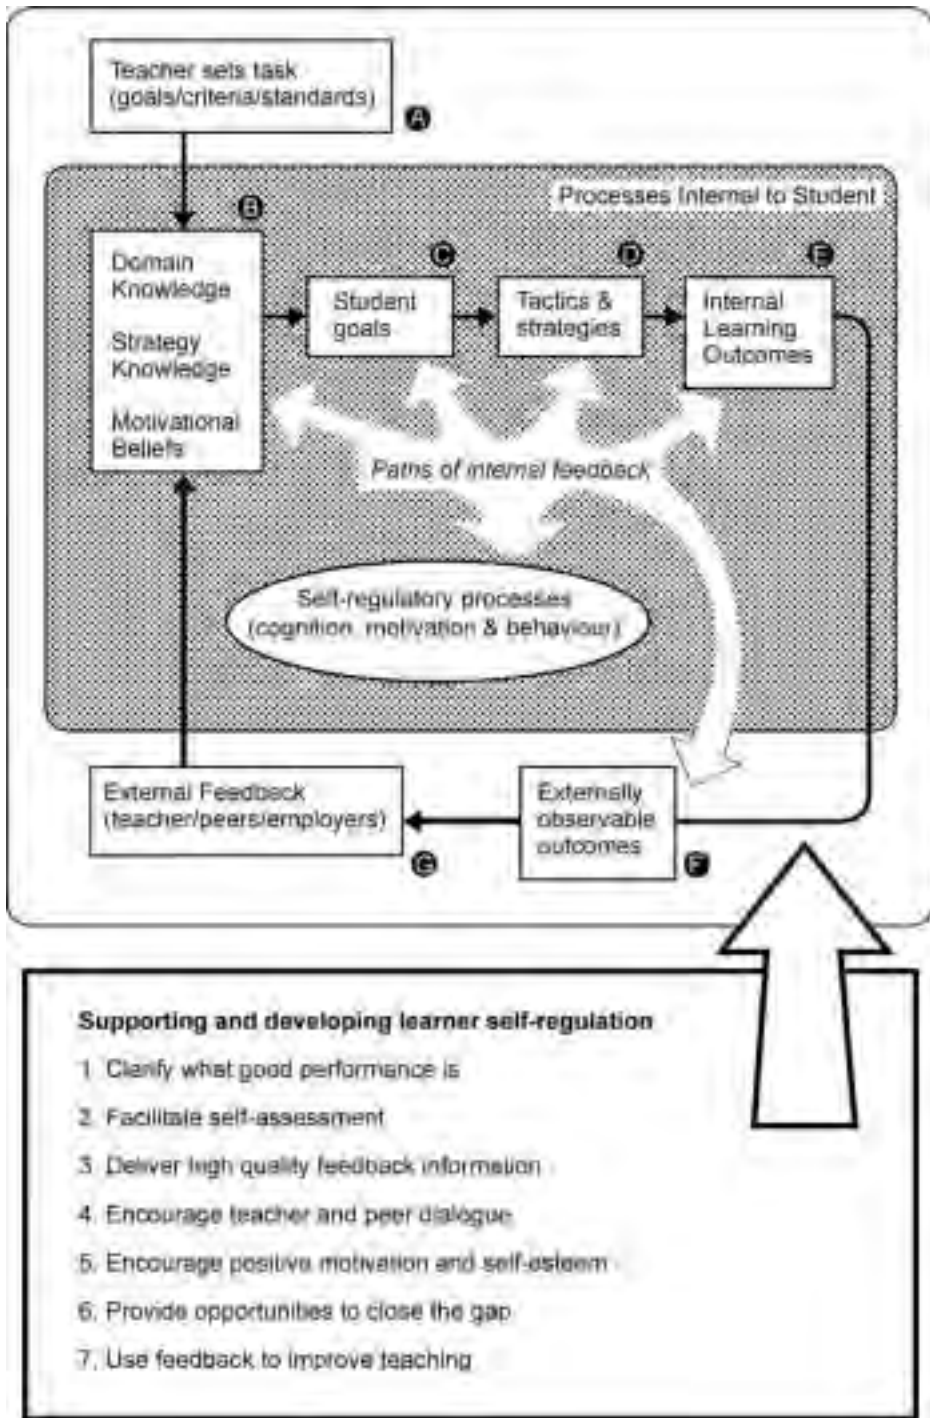 Teacher sets task
(goals/criteria/standards)
A
Processes Internal to Student
B
Domain
Knowledge
Strategy
Knowledge
Motivational
Beliefs
C
Student
goals
D
Tactics &
strategies
E
Internal
Learning
Outcomes
Paths of internal feedback
Self-regulatory processes
(cognition, motivation & behaviour)
External Feedback
(teacher/peers/employers)
G
Externally
observable
outcomes
F
Supporting and developing learner self-regulation
1. Clarify what good performance is
2. Facilitate self-assessment
3. Deliver high quality feedback information
4. Encourage teacher and peer dialogue
5. Encourage positive motivation and self-esteem
6. Provide opportunities to close the gap
7. Use feedback to improve teaching